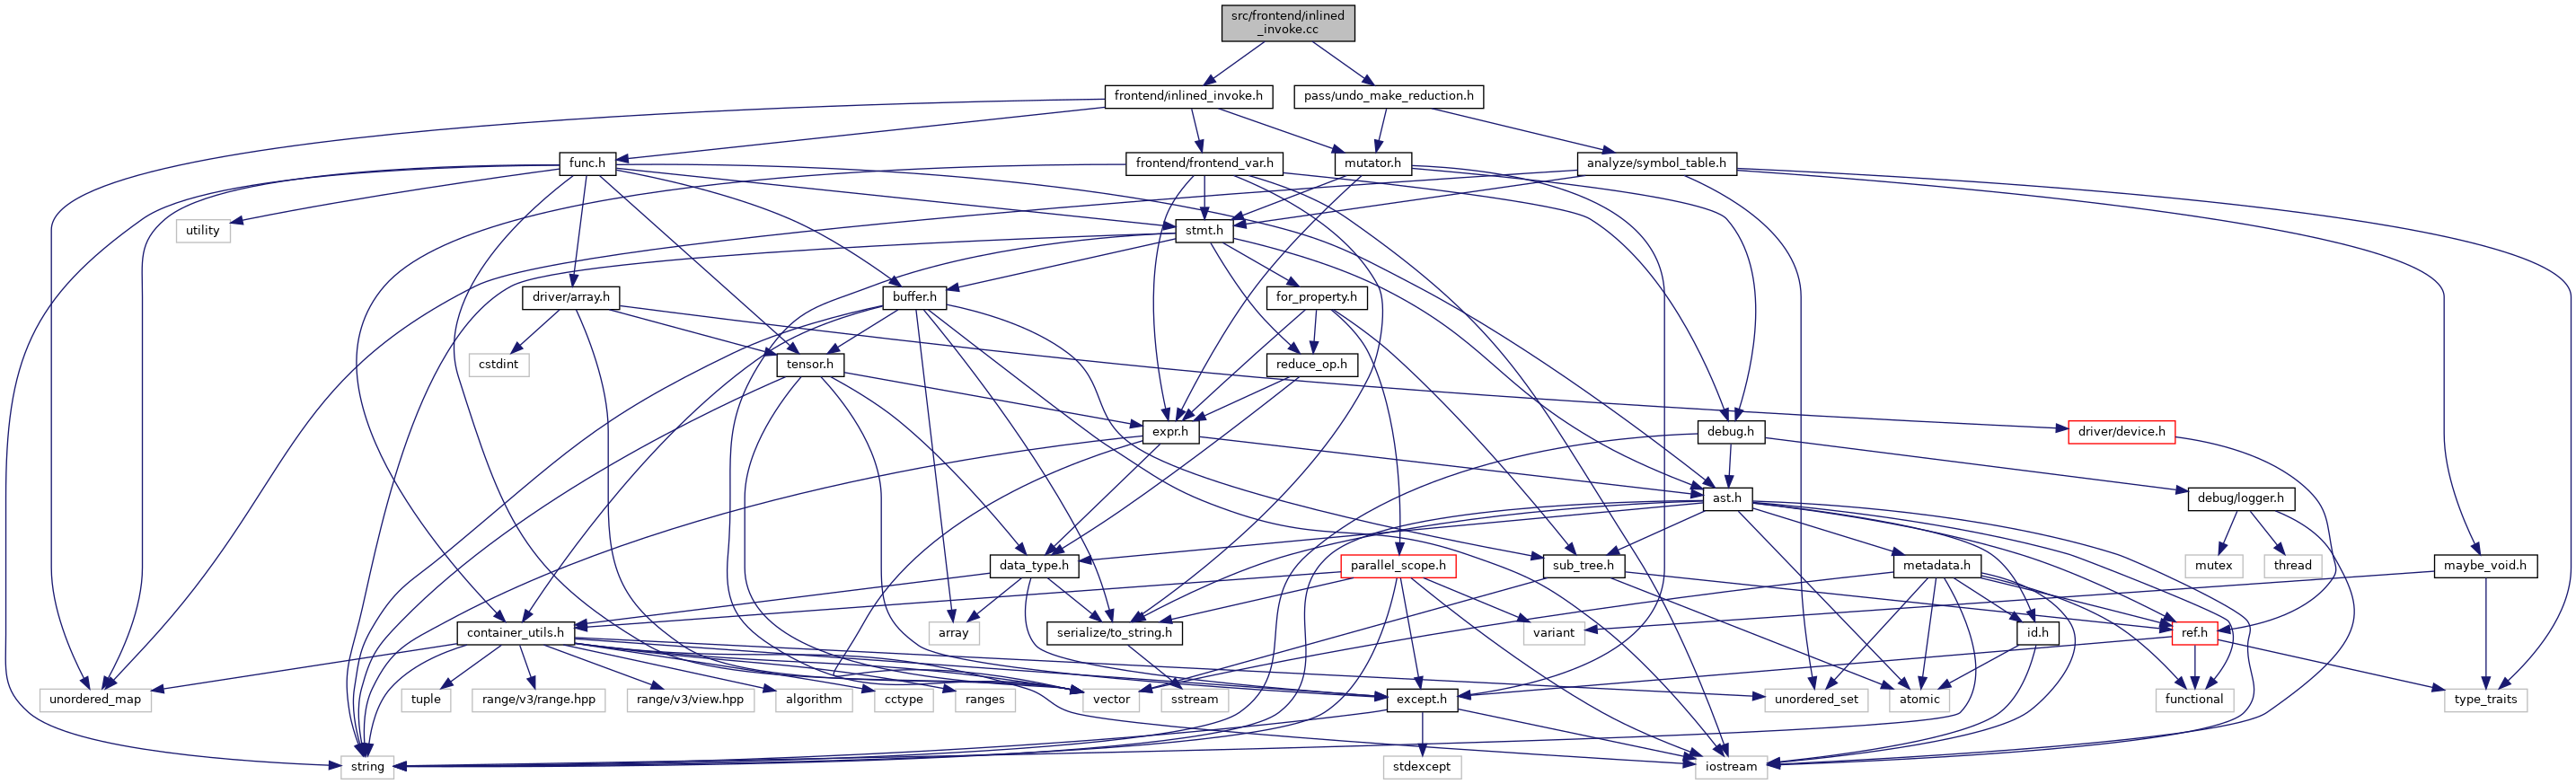 src/frontend/inlined
_invoke.cc
frontend/inlined_invoke.h
pass/undo_make_reduction.h
func.h
frontend/frontend_var.h
mutator.h
analyze/symbol_table.h
utility
stmt.h
driver/array.h
buffer.h
for_property.h
cstdint
tensor.h
reduce_op.h
expr.h
debug.h
driver/device.h
ast.h
debug/logger.h
data_type.h
parallel_scope.h
sub_tree.h
metadata.h
mutex
thread
maybe_void.h
container_utils.h
array
serialize/to_string.h
variant
ref.h
id.h
unordered_map
tuple
range/v3/range.hpp
range/v3/view.hpp
algorithm
cctype
ranges
vector
sstream
except.h
unordered_set
atomic
functional
type_traits
string
stdexcept
iostream